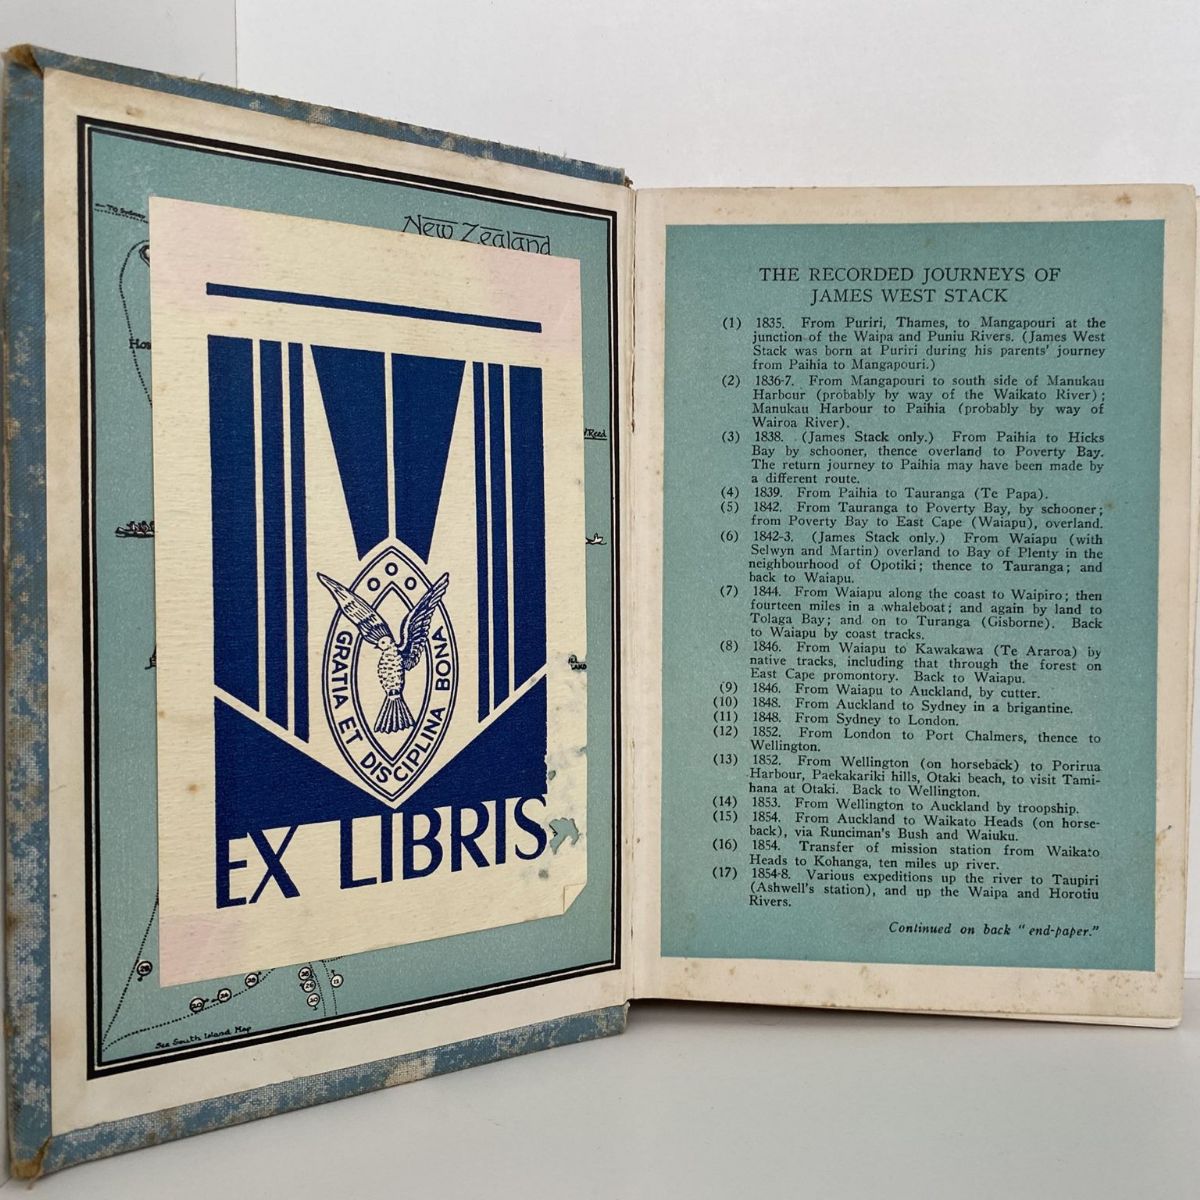 ← To Sydney
New Zealand
Reed
GRATIA ET DISCIPLINA BONA
EX LIBRIS
28
20
26
28
26
26
20
12
See South Island Map
THE RECORDED JOURNEYS OF
JAMES WEST STACK
(1) 1835. From Puriri, Thames, to Mangapouri at the
junction of the Waipa and Puniu Rivers. (James West
Stack was born at Puriri during his parents' journey
from Paihia to Mangapouri.)
(2) 1836-7. From Mangapouri to south side of Manukau
Harbour (probably by way of the Waikato River);
Manukau Harbour to Paihia (probably by way of
Wairoa River).
(3) 1838. (James Stack only.) From Paihia to Hicks
Bay by schooner, thence overland to Poverty Bay.
The return journey to Paihia may have been made by
a different route.
(4) 1839. From Paihia to Tauranga (Te Papa).
(5) 1842. From Tauranga to Poverty Bay, by schooner;
from Poverty Bay to East Cape (Waiapu), overland.
(6) 1842-3. (James Stack only.) From Waiapu (with
Selwyn and Martin) overland to Bay of Plenty in the
neighbourhood of Opotiki; thence to Tauranga; and
back to Waiapu.
(7) 1844. From Waiapu along the coast to Waipiro; then
fourteen miles in a whaleboat; and again by land to
Tolaga Bay; and on to Turanga (Gisborne). Back
to Waiapu by coast tracks.
(8) 1846. From Waiapu to Kawakawa (Te Araroa) by
native tracks, including that through the forest on
East Cape promontory. Back to Waiapu.
(9) 1846. From Waiapu to Auckland, by cutter.
(10) 1848. From Auckland to Sydney in a brigantine.
(11) 1848. From Sydney to London.
(12) 1852. From London to Port Chalmers, thence to
Wellington.
(13) 1852. From Wellington (on horseback) to Porirua
Harbour, Paekakariki hills, Otaki beach, to visit Tami-
hana at Otaki. Back to Wellington.
(14) 1853. From Wellington to Auckland by troopship.
(15) 1854. From Auckland to Waikato Heads (on horse-
back), via Runciman's Bush and Waiuku.
(16) 1854. Transfer of mission station from Waikato
Heads to Kohanga, ten miles up river.
(17) 1854-8. Various expeditions up the river to Taupiri
(Ashwell's station), and up the Waipa and Horotiu
Rivers.
Continued on back "end-paper."